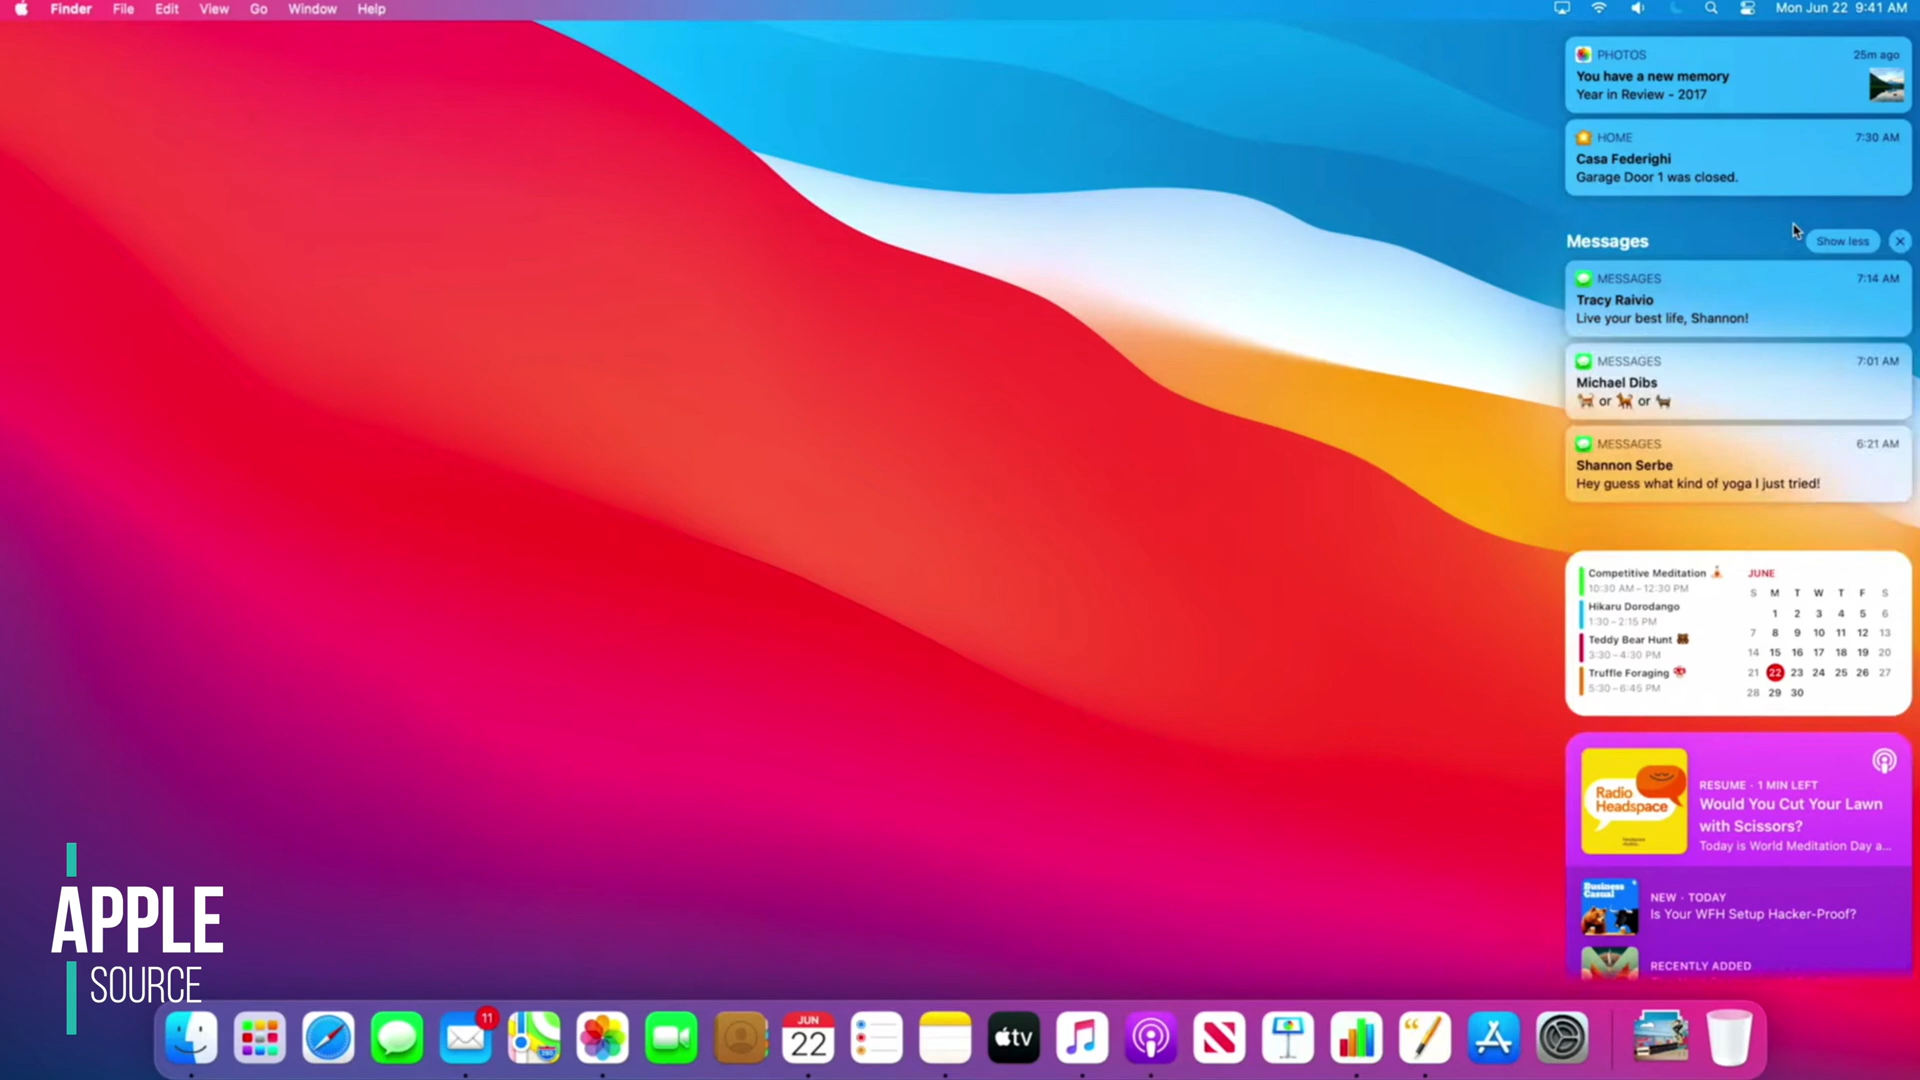 Finder File Edit View Go Window Help
Mon Jun 22 9:41 AM
PHOTOS 25m ago
You have a new memory
Year in Review - 2017
HOME 7:30 AM
Casa Federighi
Garage Door 1 was closed.
Messages Show less
MESSAGES 7:14 AM
Tracy Raivio
Live your best life, Shannon!
MESSAGES 7:01 AM
Michael Dibs
🐈 or 🐕 or 🐈‍⬛
MESSAGES 6:21 AM
Shannon Serbe
Hey guess what kind of yoga I just tried!
Competitive Meditation
10:30 AM – 12:30 PM
Hikaru Dorodango
1:30 – 2:15 PM
Teddy Bear Hunt
3:30 – 4:30 PM
Truffle Foraging
5:30 – 6:45 PM
JUNE
S M T W T F S
1 2 3 4 5 6
7 8 9 10 11 12 13
14 15 16 17 18 19 20
21 22 23 24 25 26 27
28 29 30
Radio
Headspace
RESUME · 1 MIN LEFT
Would You Cut Your Lawn
with Scissors?
Today is World Meditation Day a...
Business
Casual
NEW · TODAY
Is Your WFH Setup Hacker-Proof?
RECENTLY ADDED
APPLE
SOURCE
11
JUN
22
tv